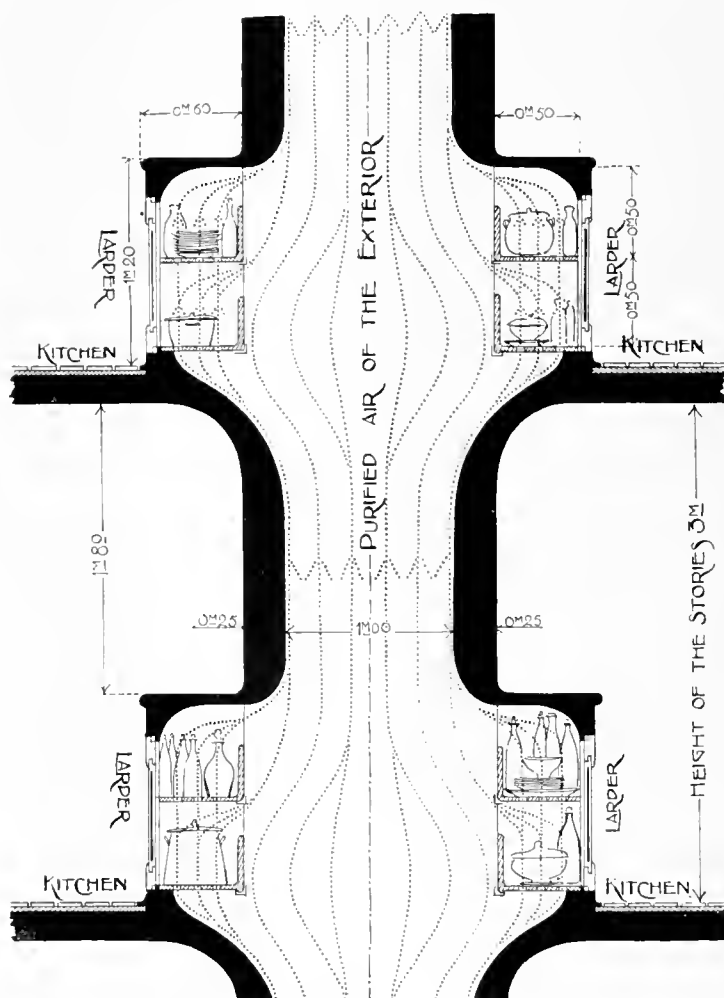 0M60
0M50
PURIFIED AIR OF THE EXTERIOR
LARDER
1M20
0M50
0M50
LARDER
KITCHEN
KITCHEN
1M80
0M25
1M00
0M25
HEIGHT OF THE STORIES 3M
LARDER
LARDER
KITCHEN
KITCHEN